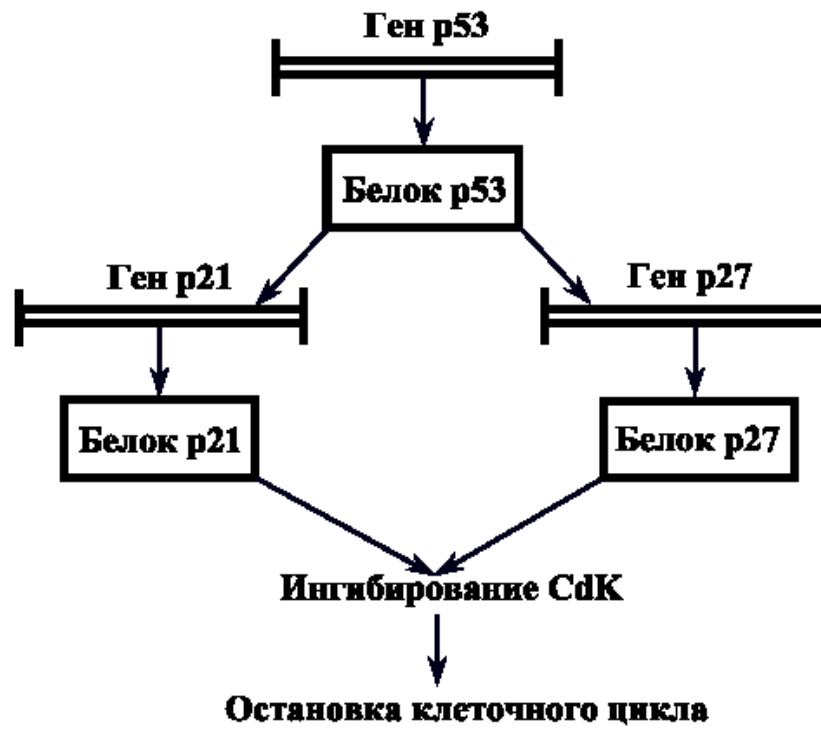 Ген p53
Белок p53
Ген p21
Ген p27
Белок p21
Белок p27
Ингибирование CdK
Остановка клеточного цикла